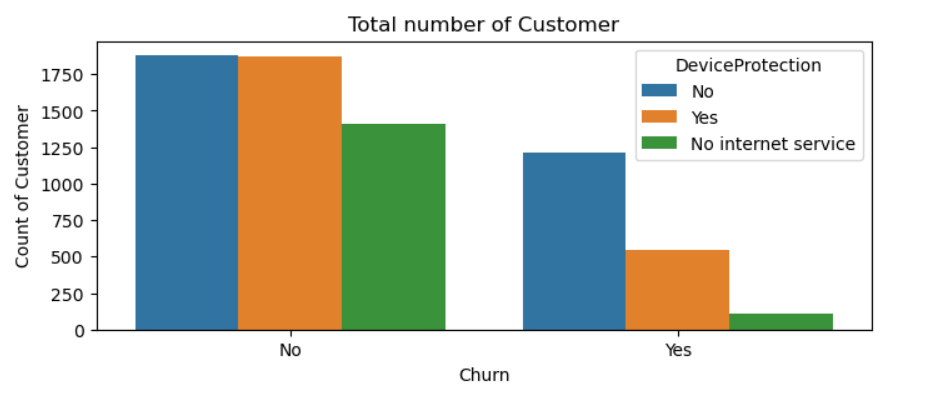 Total number of Customer
Count of Customer
1750
1500
1250
1000
750
500
250
0
DeviceProtection
No
Yes
No internet service
No
Yes
Churn